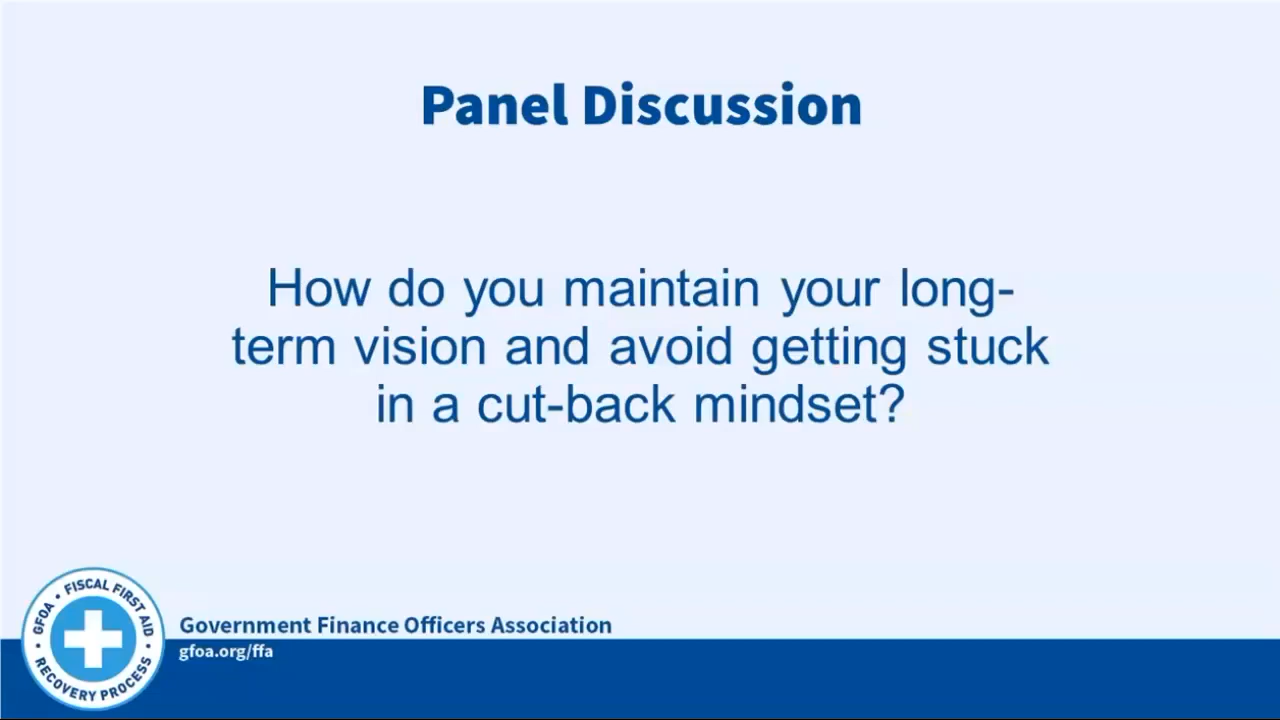 Panel Discussion
How do you maintain your long-
term vision and avoid getting stuck
in a cut-back mindset?
GFOA • FISCAL FIRST AID •
RECOVERY PROCESS •
Government Finance Officers Association
gfoa.org/ffa